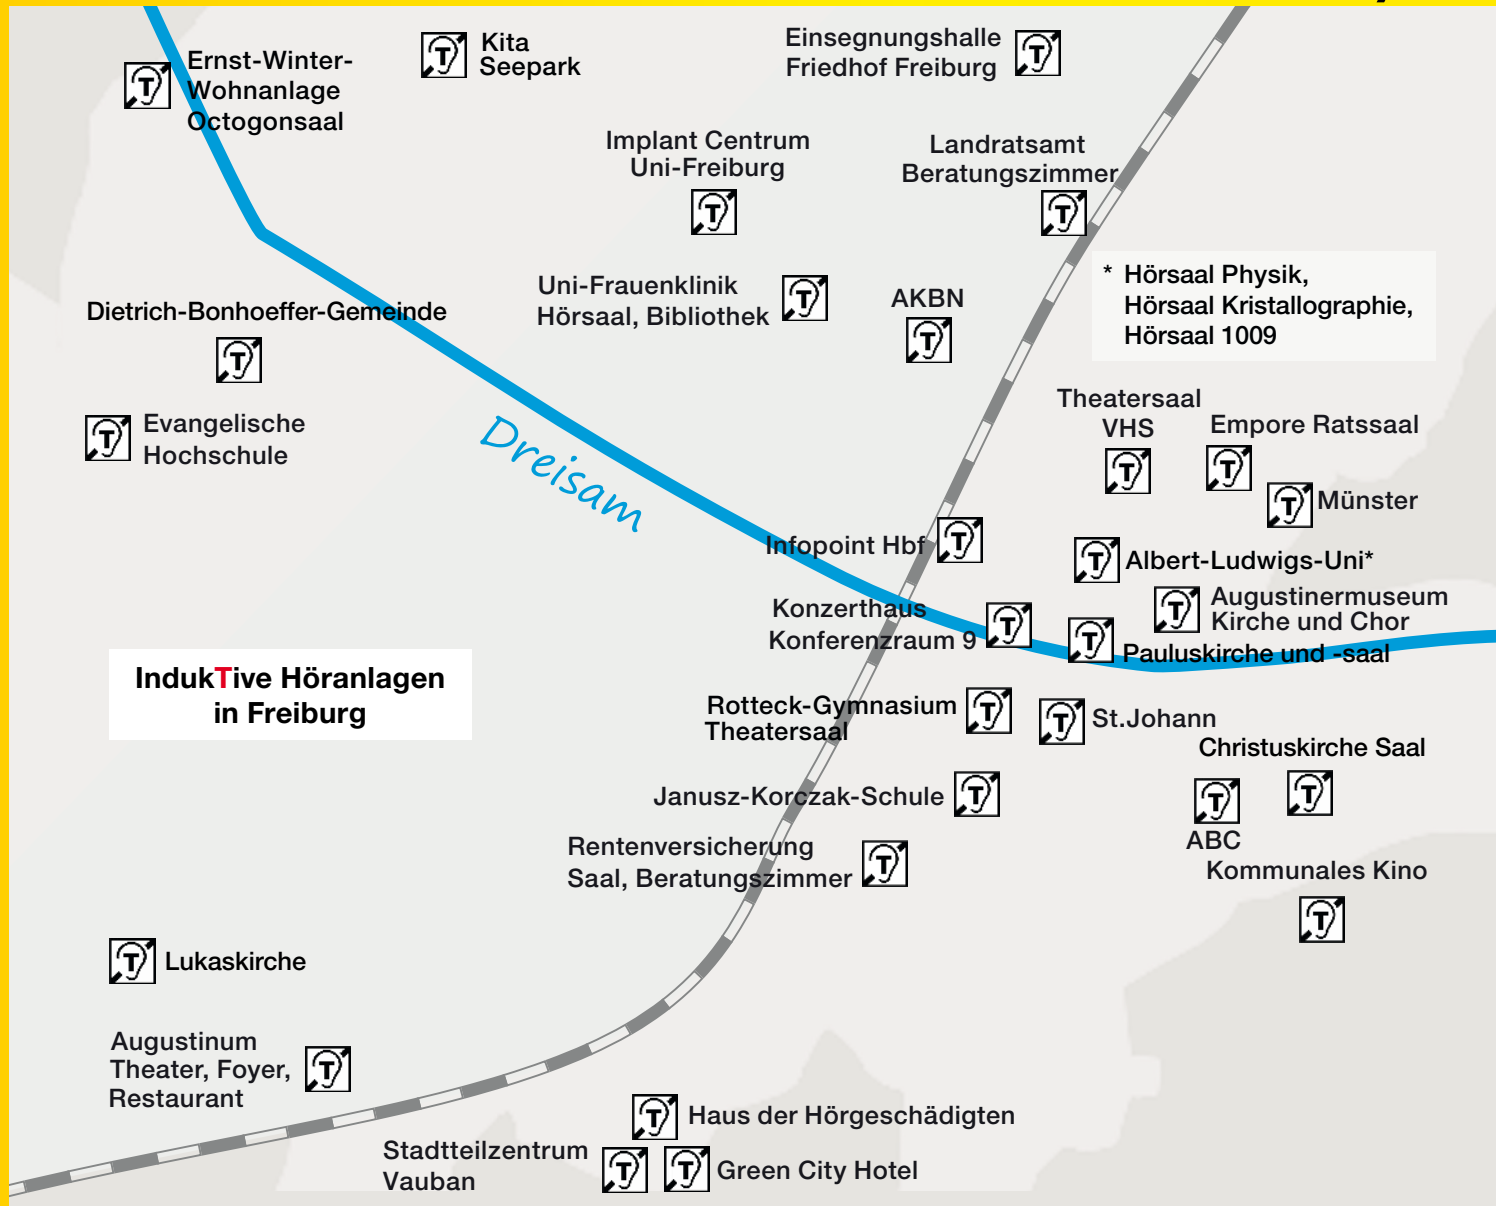 Ernst-Winter-
Wohnanlage
Octogonsaal
Kita
Seepark
Einsegnungshalle
Friedhof Freiburg
Implant Centrum
Uni-Freiburg
Landratsamt
Beratungszimmer
Uni-Frauenklinik
Hörsaal, Bibliothek
AKBN
* Hörsaal Physik,
Hörsaal Kristallographie,
Hörsaal 1009
Dietrich-Bonhoeffer-Gemeinde
Evangelische
Hochschule
Dreisam
Theatersaal
VHS
Empore Ratssaal
Münster
Infopoint Hbf
Albert-Ludwigs-Uni*
Augustinermuseum
Kirche und Chor
Konzerthaus
Konferenzraum 9
Pauluskirche und -saal
IndukTive Höranlagen
in Freiburg
Rotteck-Gymnasium
Theatersaal
St.Johann
Christuskirche Saal
Janusz-Korczak-Schule
ABC
Rentenversicherung
Saal, Beratungszimmer
Kommunales Kino
Lukaskirche
Augustinum
Theater, Foyer,
Restaurant
Haus der Hörgeschädigten
Stadtteilzentrum
Vauban
Green City Hotel